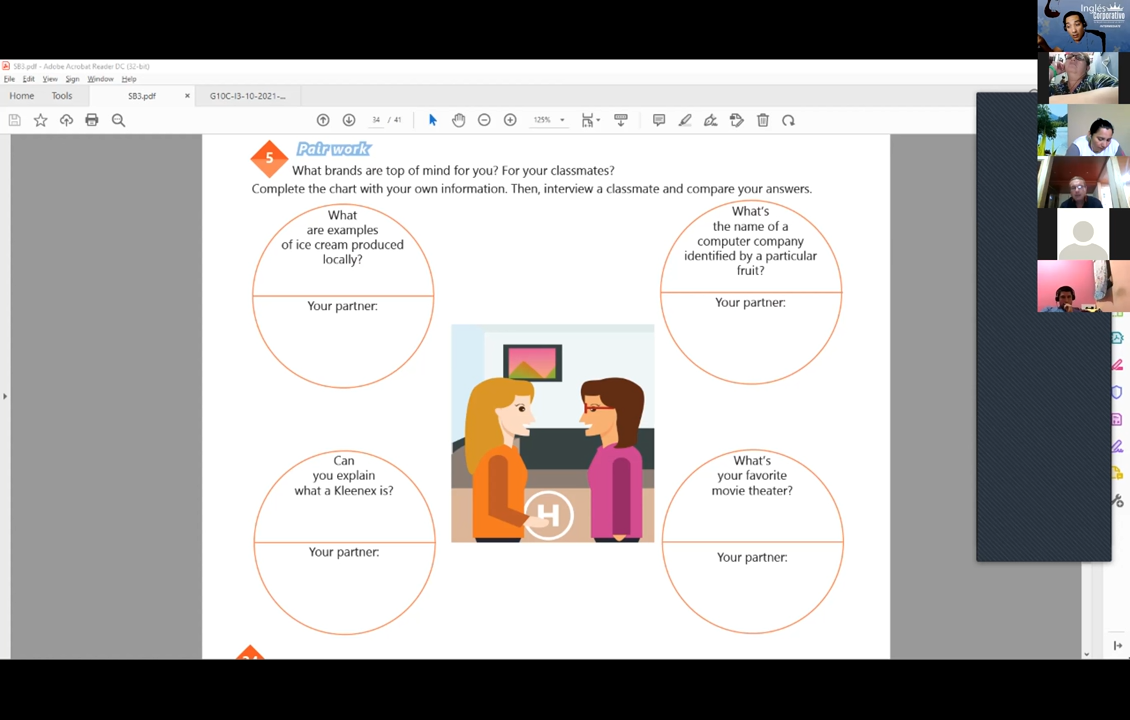 SB3.pdf - Adobe Acrobat Reader DC (32-bit)
File Edit View Sign Window Help
Home Tools SB3.pdf × G10C-I3-10-2021-...
34 / 41 125%
5 Pair work
What brands are top of mind for you? For your classmates?
Complete the chart with your own information. Then, interview a classmate and compare your answers.
What
are examples
of ice cream produced
locally?
Your partner:
What's
the name of a
computer company
identified by a particular
fruit?
Your partner:
Can
you explain
what a Kleenex is?
Your partner:
What's
your favorite
movie theater?
Your partner:
H
Inglés
Corporativo